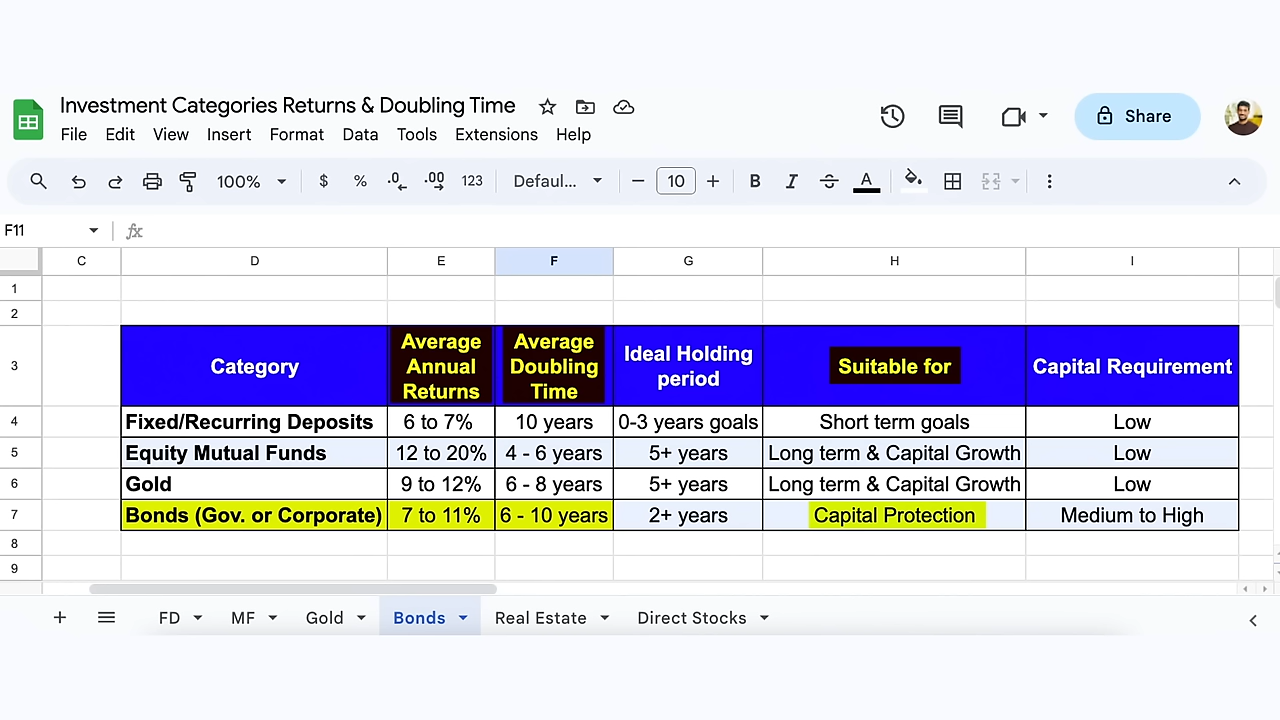 Investment Categories Returns & Doubling Time
File Edit View Insert Format Data Tools Extensions Help
Share
100% $ % .0 .00 123 Defaul... 10 B I A
F11 fx
C D E F G H I
1
2
3 Category Average Annual Returns Average Doubling Time Ideal Holding period Suitable for Capital Requirement
4 Fixed/Recurring Deposits 6 to 7% 10 years 0-3 years goals Short term goals Low
5 Equity Mutual Funds 12 to 20% 4 - 6 years 5+ years Long term & Capital Growth Low
6 Gold 9 to 12% 6 - 8 years 5+ years Long term & Capital Growth Low
7 Bonds (Gov. or Corporate) 7 to 11% 6 - 10 years 2+ years Capital Protection Medium to High
8
9
FD MF Gold Bonds Real Estate Direct Stocks